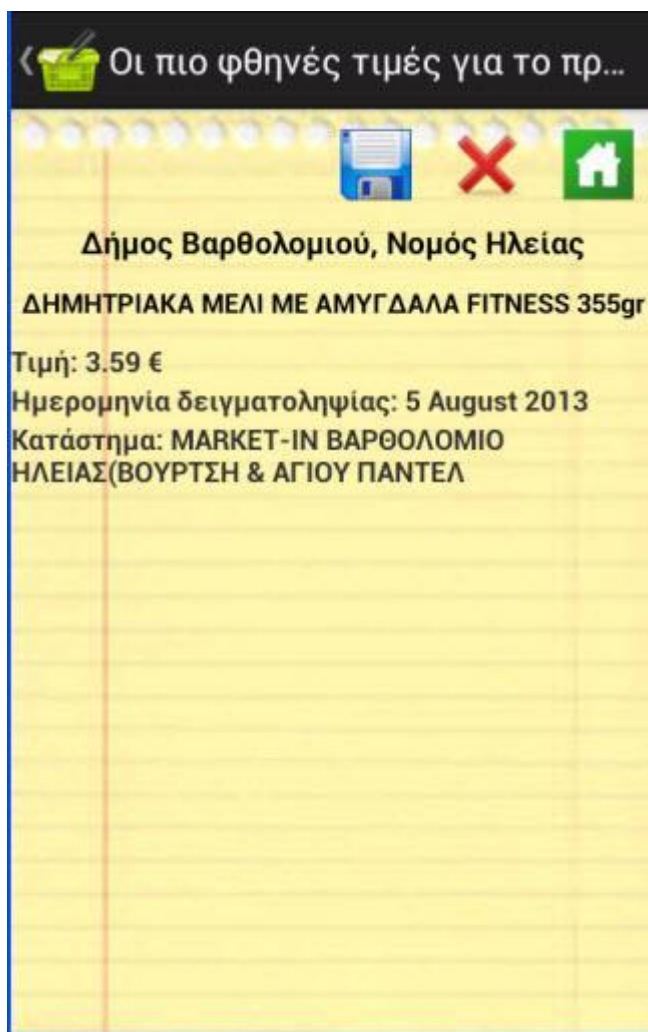 Οι πιο φθηνές τιμές για το πρ...
Δήμος Βαρθολομιού, Νομός Ηλείας
ΔΗΜΗΤΡΙΑΚΑ ΜΕΛΙ ΜΕ ΑΜΥΓΔΑΛΑ FITNESS 355gr
Τιμή: 3.59 €
Ημερομηνία δειγματοληψίας: 5 August 2013
Κατάστημα: MARKET-IN ΒΑΡΘΟΛΟΜΙΟ
ΗΛΕΙΑΣ(ΒΟΥΡΤΣΗ & ΑΓΙΟΥ ΠΑΝΤΕΛ